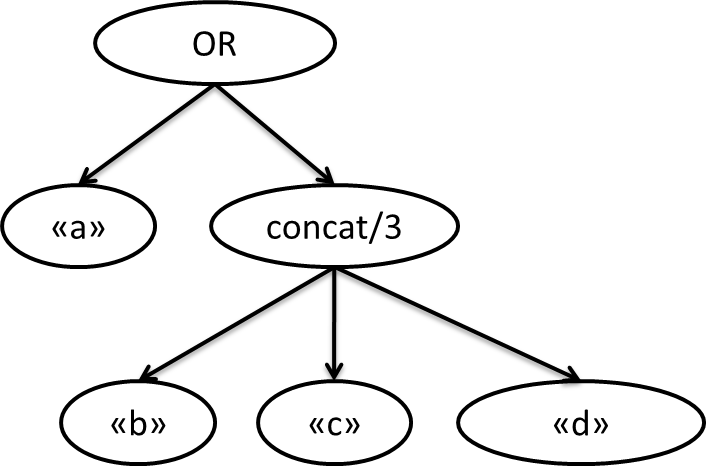 OR
«a»
concat/3
«b»
«c»
«d»